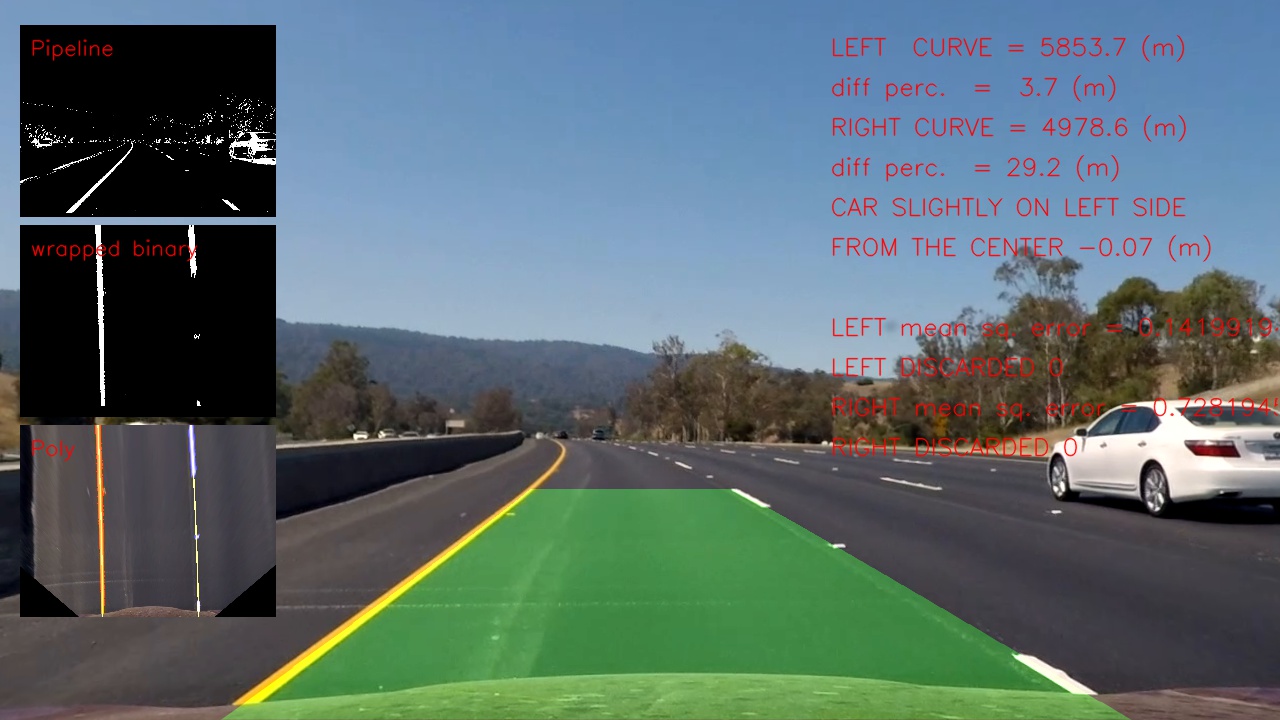 Pipeline
wrapped binary
Poly
LEFT CURVE = 5853.7 (m)
diff perc. = 3.7 (m)
RIGHT CURVE = 4978.6 (m)
diff perc. = 29.2 (m)
CAR SLIGHTLY ON LEFT SIDE
FROM THE CENTER -0.07 (m)
LEFT mean sq. error = 0.1419919
LEFT DISCARDED 0
RIGHT mean sq. error = 0.728194
RIGHT DISCARDED 0